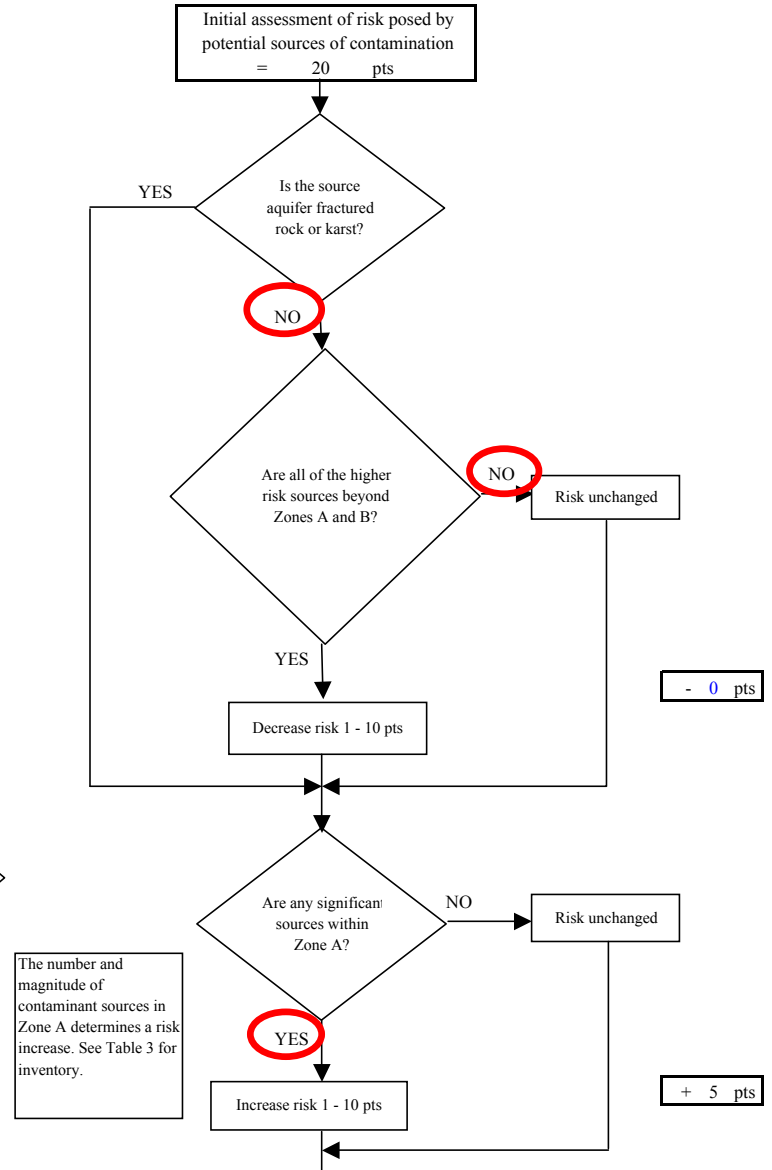 Initial assessment of risk posed by
potential sources of contamination
= 20 pts
YES
Is the source
aquifer fractured
rock or karst?
NO
Are all of the higher
risk sources beyond
Zones A and B?
NO
Risk unchanged
YES
- 0 pts
Decrease risk 1 - 10 pts
Are any significant
sources within
Zone A?
NO
Risk unchanged
The number and
magnitude of
contaminant sources in
Zone A determines a risk
increase. See Table 3 for
inventory.
YES
Increase risk 1 - 10 pts
+ 5 pts